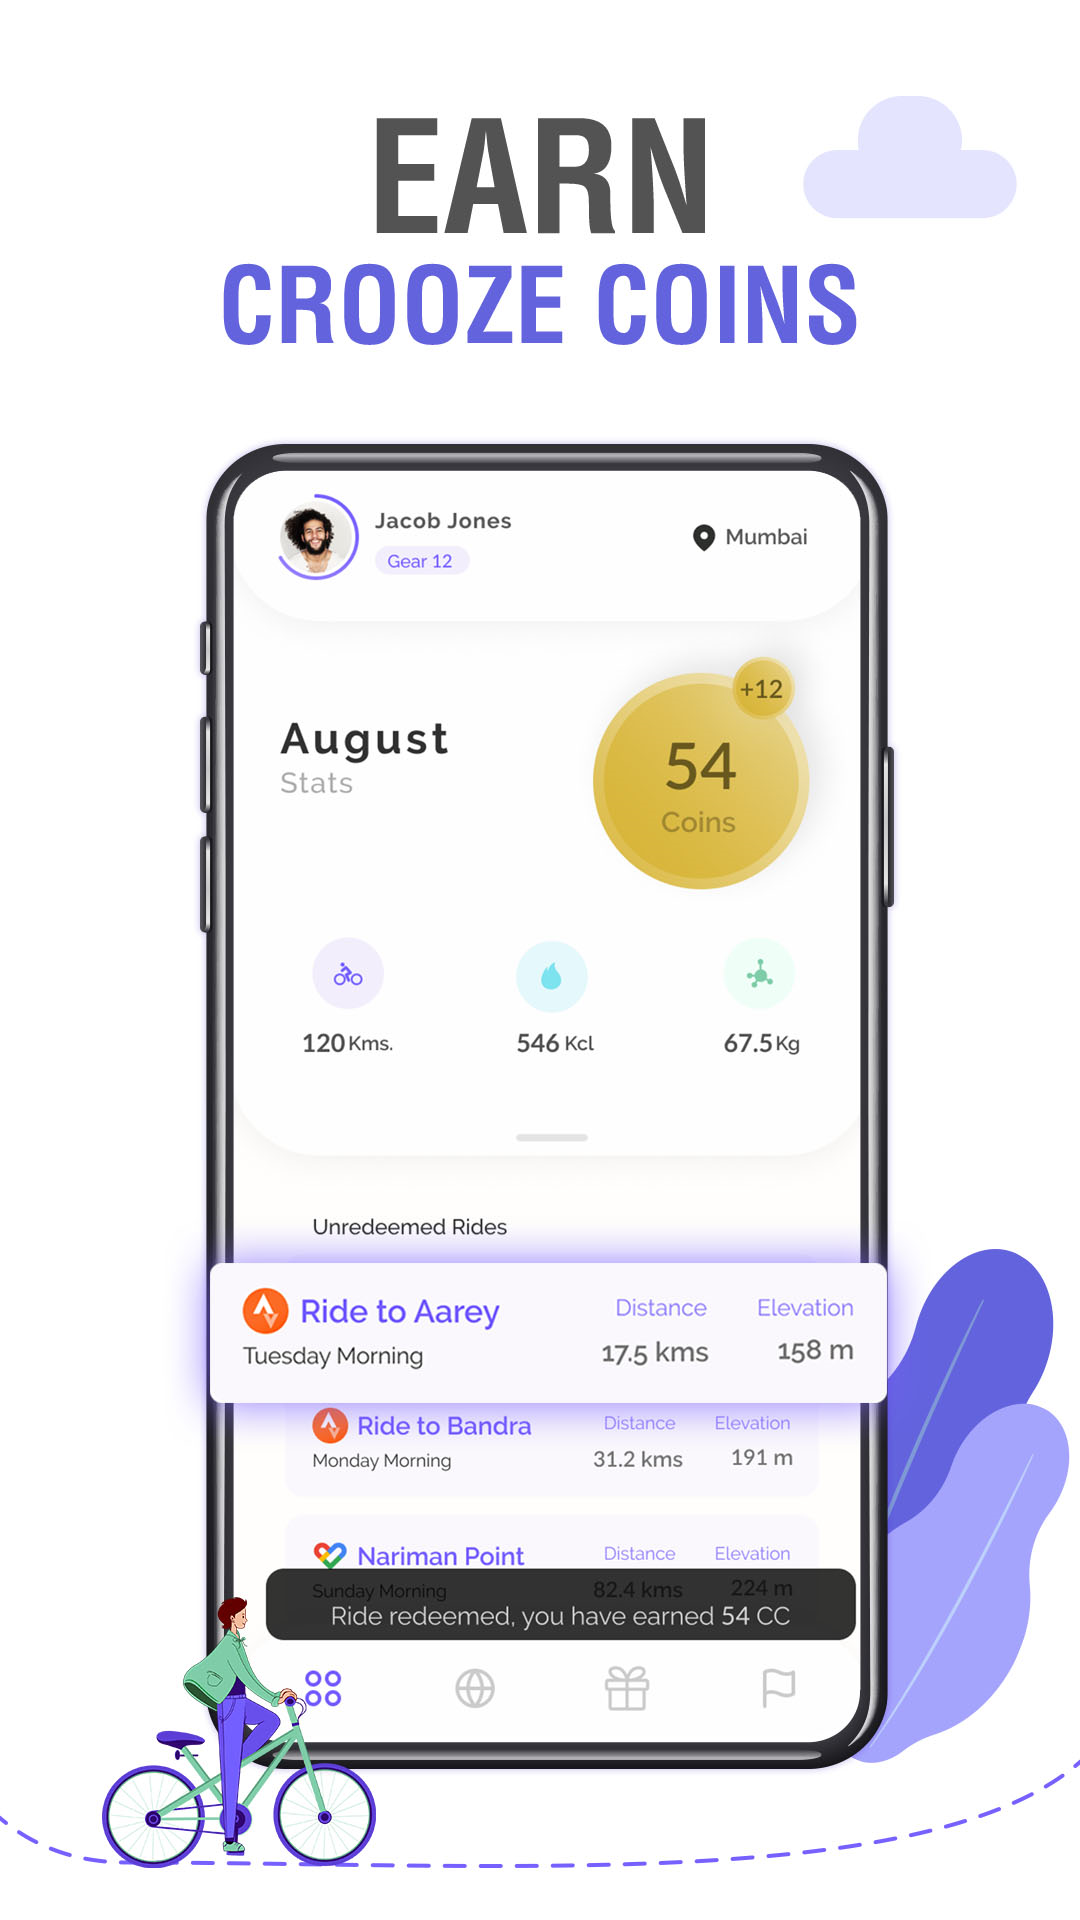 EARN
CROOZE COINS
Jacob Jones
Gear 12
Mumbai
+12
54
Coins
August
Stats
120 Kms.
546 Kcl
67.5 Kg
Unredeemed Rides
Ride to Aarey
Distance
Elevation
Tuesday Morning
17.5 kms
158 m
Ride to Bandra
Distance
Elevation
Monday Morning
31.2 kms
191 m
Nariman Point
Distance
Elevation
Sunday Morning
82.4 kms
224 m
Ride redeemed, you have earned 54 CC